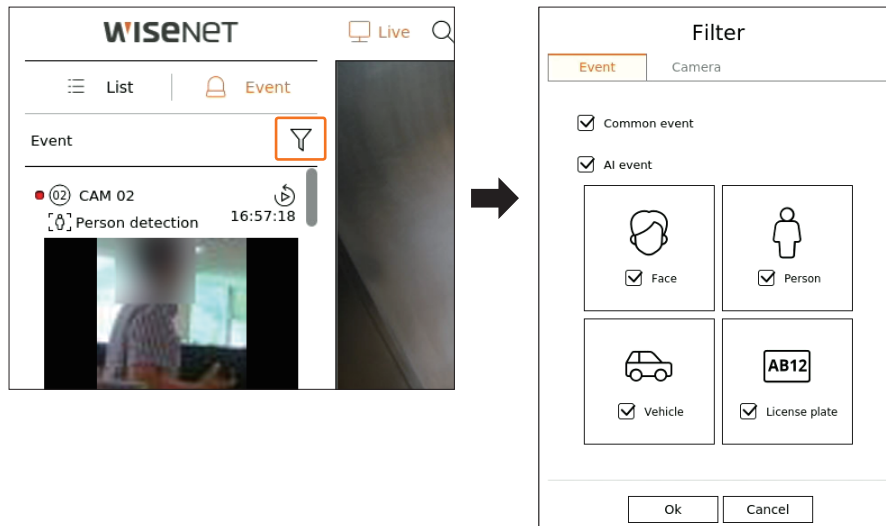 WISENET
Live
List
Event
Event
02 CAM 02
Person detection
16:57:18
Filter
Event
Camera
Common event
AI event
Face
Person
Vehicle
AB12
License plate
Ok
Cancel